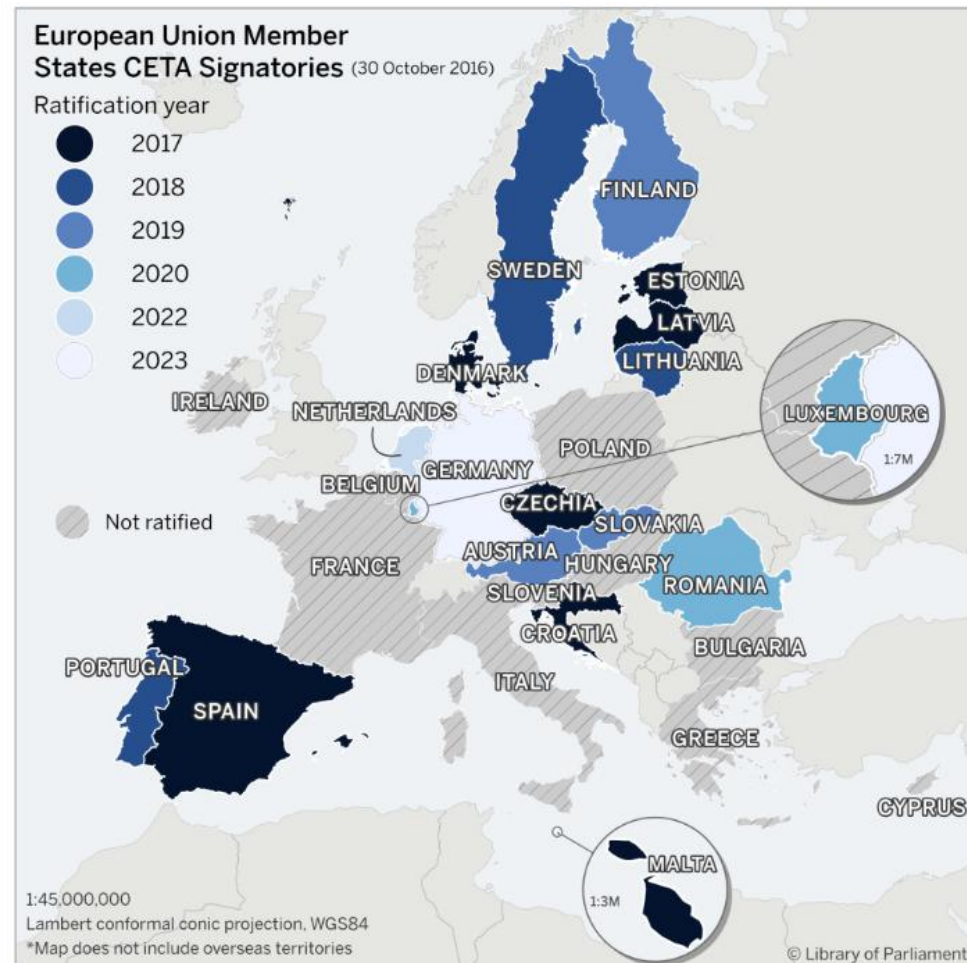 European Union Member
States CETA Signatories (30 October 2016)
Ratification year
2017
2018
2019
2020
2022
2023
Not ratified
FINLAND
SWEDEN
ESTONIA
LATVIA
LITHUANIA
DENMARK
IRELAND
NETHERLANDS
LUXEMBOURG
1:7M
POLAND
GERMANY
BELGIUM
CZECHIA
SLOVAKIA
AUSTRIA
HUNGARY
FRANCE
ROMANIA
SLOVENIA
CROATIA
BULGARIA
PORTUGAL
ITALY
SPAIN
GREECE
CYPRUS
MALTA
1:3M
1:45,000,000
Lambert conformal conic projection, WGS84
*Map does not include overseas territories
© Library of Parliament